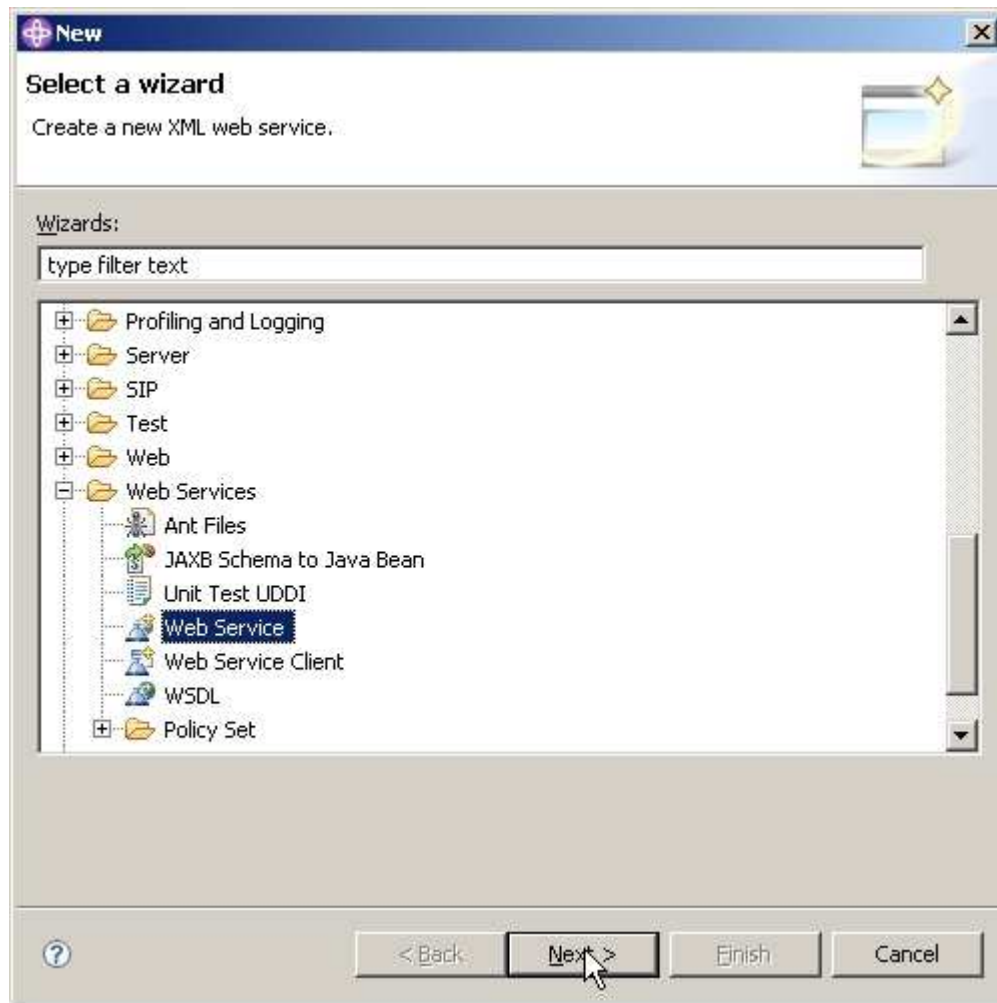 New
Select a wizard
Create a new XML web service.
Wizards:
type filter text
Profiling and Logging
Server
SIP
Test
Web
Web Services
Ant Files
JAXB Schema to Java Bean
Unit Test UDDI
Web Service
Web Service Client
WSDL
Policy Set
< Back Next > Finish Cancel